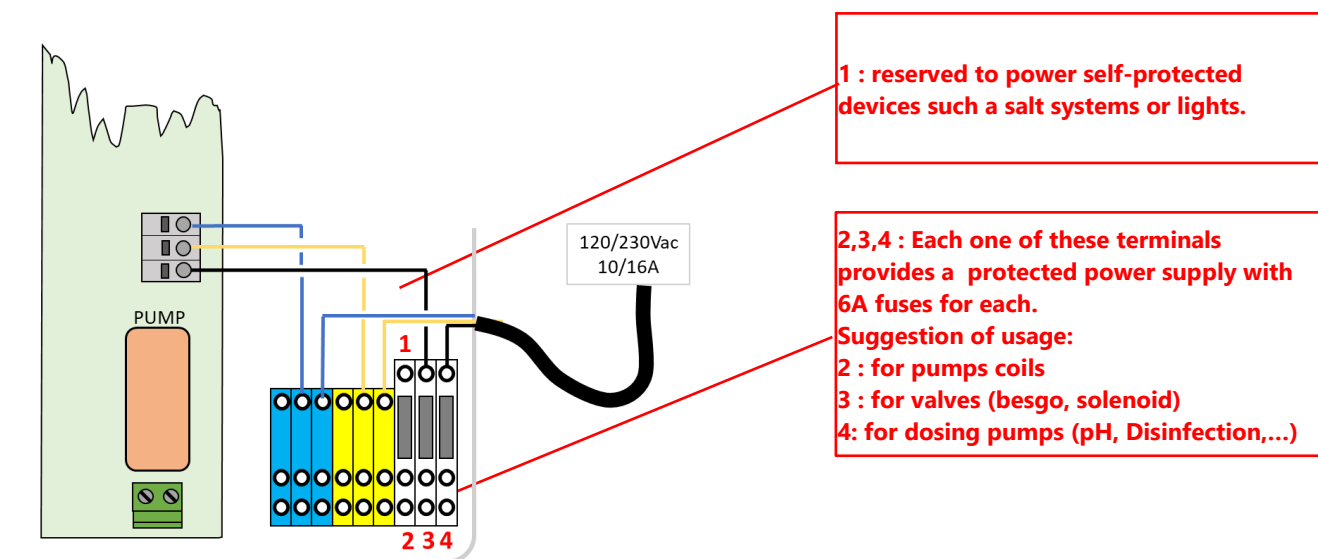 1 : reserved to power self-protected
devices such a salt systems or lights.
120/230Vac
10/16A
2,3,4 : Each one of these terminals
provides a  protected power supply with
6A fuses for each.
Suggestion of usage:
2 : for pumps coils
3 : for valves (besgo, solenoid)
4: for dosing pumps (pH, Disinfection,…)
PUMP
1
2 3 4